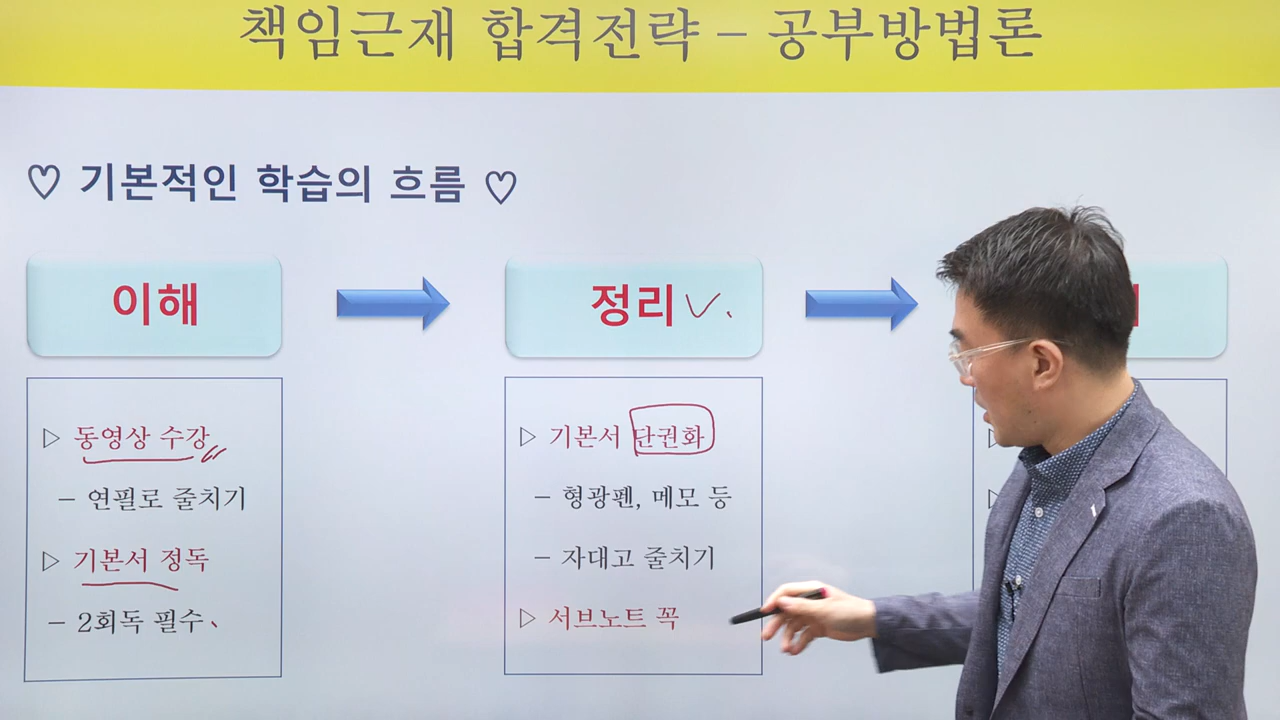 책임근재 합격전략 – 공부방법론
♡ 기본적인 학습의 흐름 ♡
이해
정리
▷ 동영상 수강
– 연필로 줄치기
▷ 기본서 정독
– 2회독 필수
▷ 기본서 단권화
– 형광펜, 메모 등
– 자대고 줄치기
▷ 서브노트 꼭